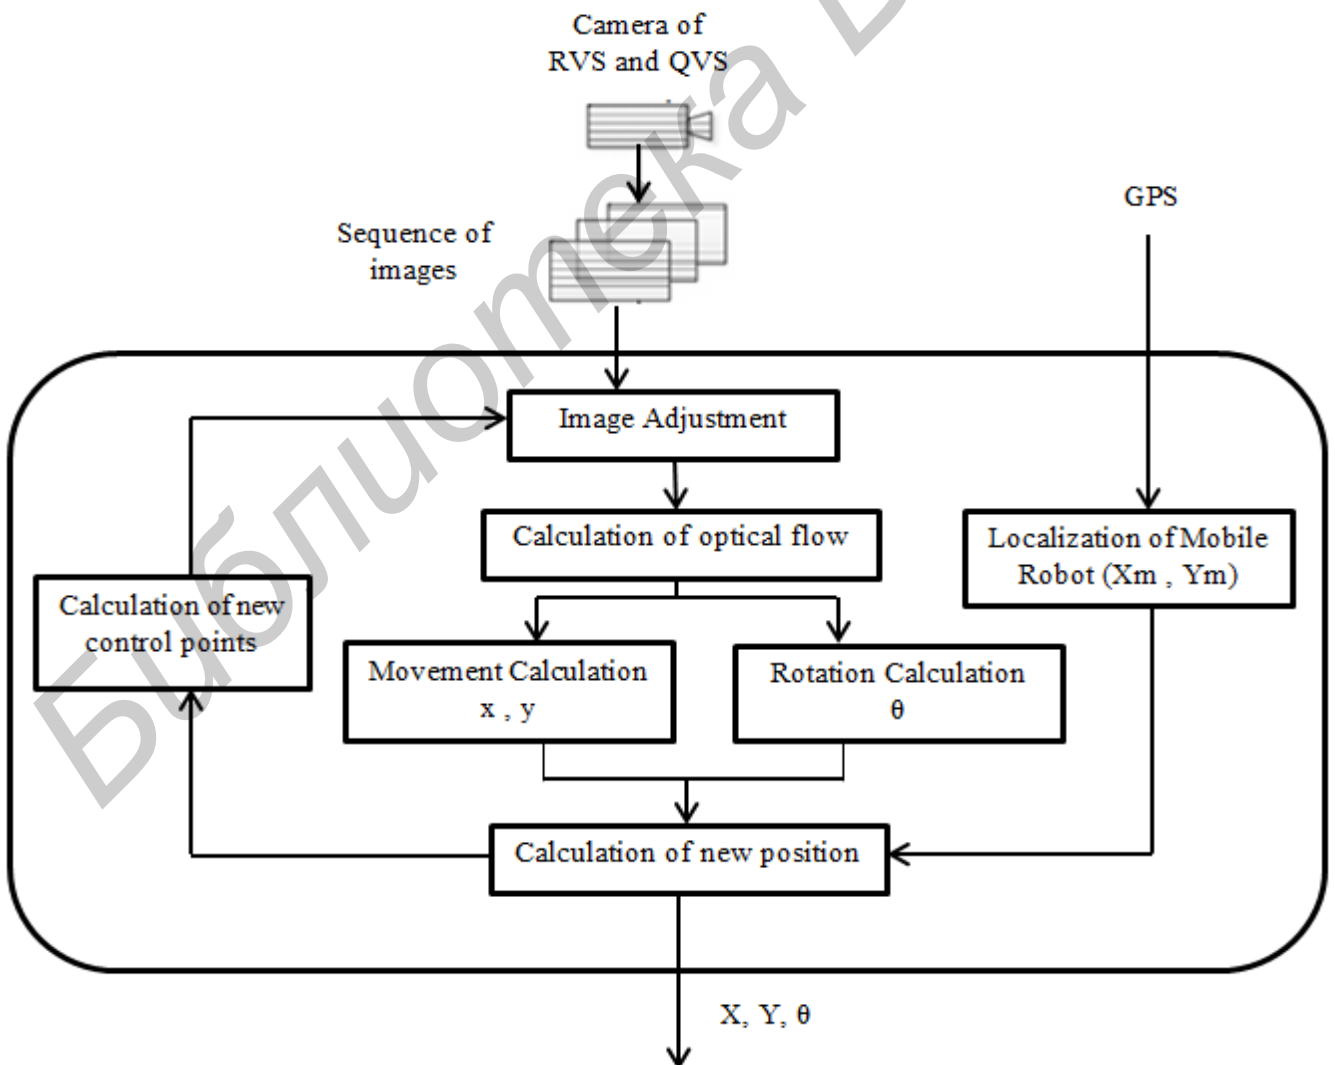 Camera of
RVS and QVS
GPS
Sequence of
images
Image Adjustment
Calculation of optical flow
Localization of Mobile
Robot (Xm , Ym)
Calculation of new
control points
Movement Calculation
x , y
Rotation Calculation
θ
Calculation of new position
X, Y, θ
Библиотека Б